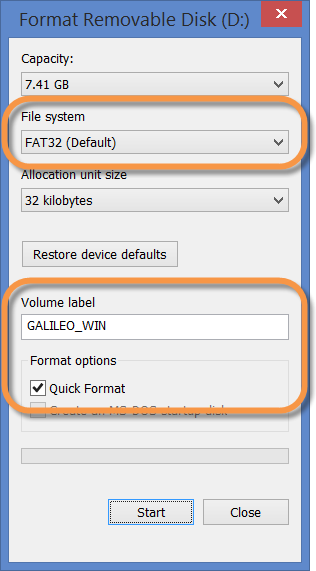 Format Removable Disk (D:)
Capacity:
7.41 GB
File system
FAT32 (Default)
Allocation unit size
32 kilobytes
Restore device defaults
Volume label
GALILEO_WIN
Format options
Quick Format
Create an MS-DOS startup disk
Start
Close